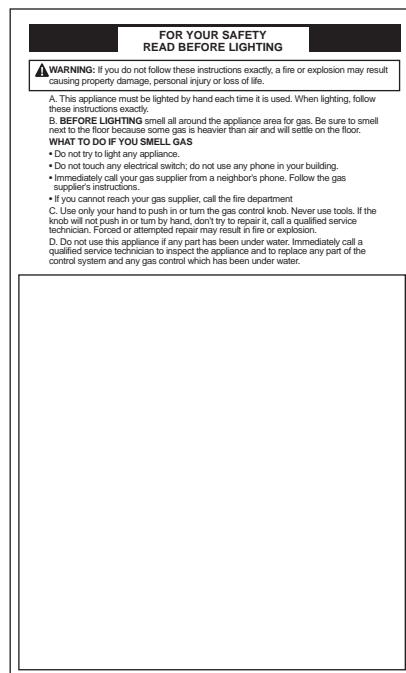 FOR YOUR SAFETY
READ BEFORE LIGHTING
WARNING: If you do not follow these instructions exactly, a fire or explosion may result
causing property damage, personal injury or loss of life.
A. This appliance must be lighted by hand each time it is used. When lighting, follow
these instructions exactly.
B. BEFORE LIGHTING smell all around the appliance area for gas. Be sure to smell
next to the floor because some gas is heavier than air and will settle on the floor.
WHAT TO DO IF YOU SMELL GAS
• Do not try to light any appliance.
• Do not touch any electrical switch; do not use any phone in your building.
• Immediately call your gas supplier from a neighbor's phone. Follow the gas
supplier's instructions.
• If you cannot reach your gas supplier, call the fire department
C. Use only your hand to push in or turn the gas control knob. Never use tools. If the
knob will not push in or turn by hand, don't try to repair it, call a qualified service
technician. Forced or attempted repair may result in fire or explosion.
D. Do not use this appliance if any part has been under water. Immediately call a
qualified service technician to inspect the appliance and to replace any part of the
control system and any gas control which has been under water.